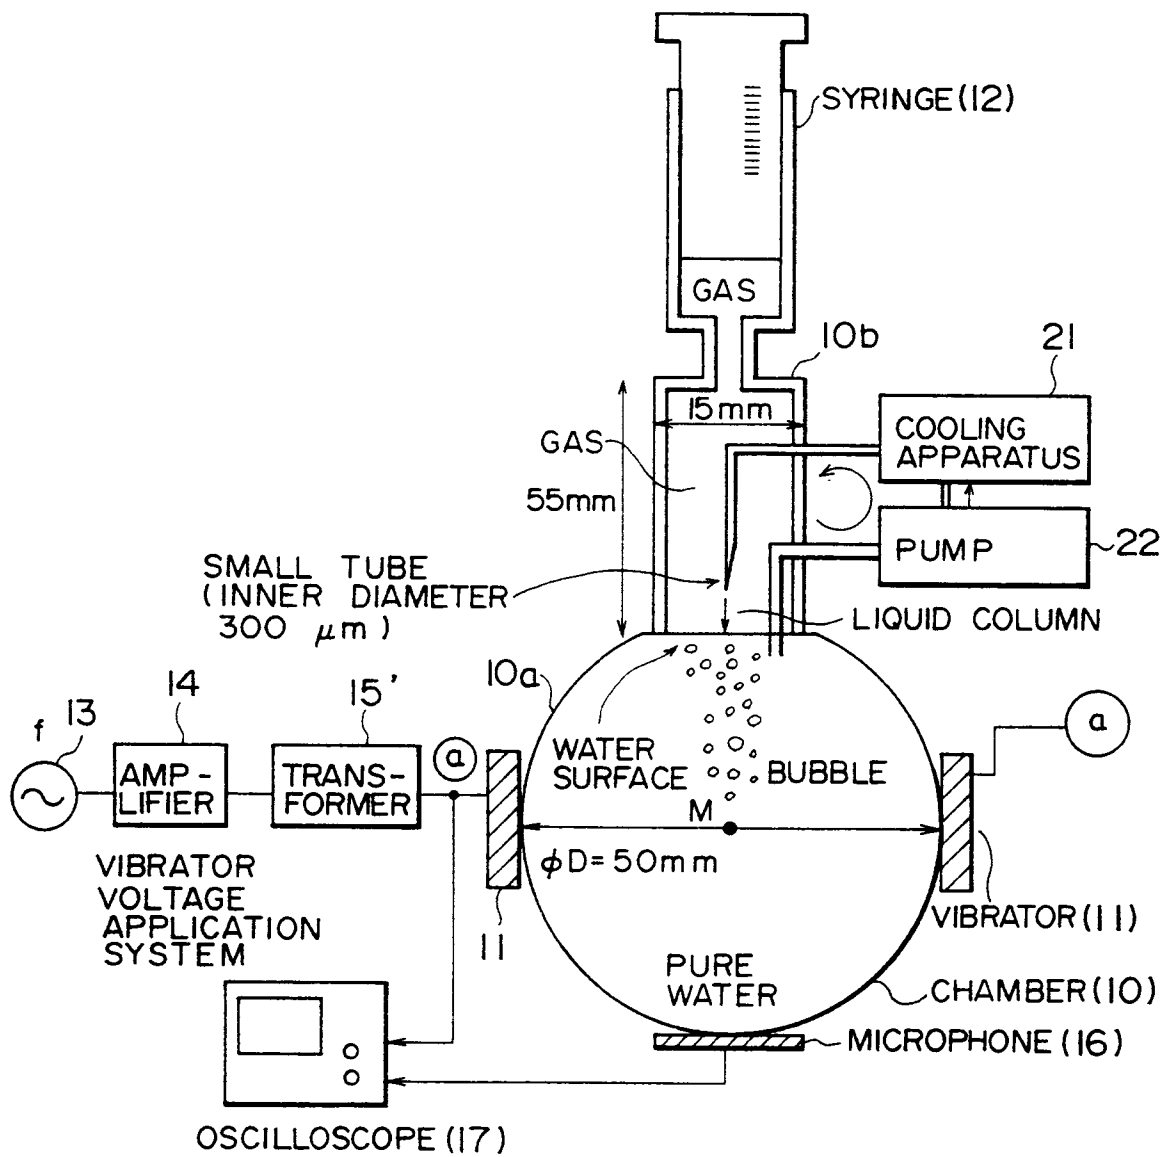 SYRINGE(12)
GAS
10b
21
15mm
COOLING
APPARATUS
GAS
55mm
PUMP
22
SMALL TUBE
(INNER DIAMETER
300 μm)
LIQUID COLUMN
10a
14
15'
f
13
a
a
WATER
SURFACE
BUBBLE
AMP-
LIFIER
TRANS-
FORMER
M
φD=50mm
VIBRATOR
VOLTAGE
APPLICATION
SYSTEM
11
VIBRATOR(11)
PURE
WATER
CHAMBER(10)
MICROPHONE(16)
OSCILLOSCOPE(17)